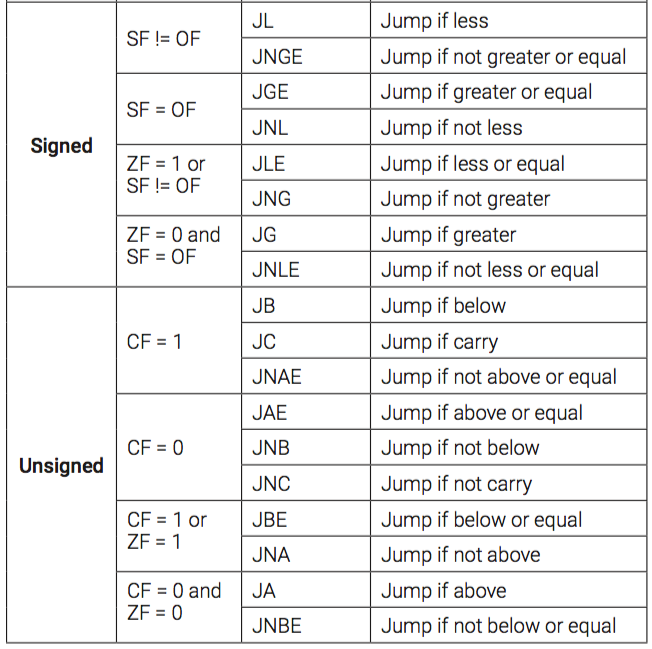 Signed
SF != OF
JL Jump if less
JNGE Jump if not greater or equal
SF = OF
JGE Jump if greater or equal
JNL Jump if not less
ZF = 1 or
SF != OF
JLE Jump if less or equal
JNG Jump if not greater
ZF = 0 and
SF = OF
JG Jump if greater
JNLE Jump if not less or equal
Unsigned
CF = 1
JB Jump if below
JC Jump if carry
JNAE Jump if not above or equal
CF = 0
JAE Jump if above or equal
JNB Jump if not below
JNC Jump if not carry
CF = 1 or
ZF = 1
JBE Jump if below or equal
JNA Jump if not above
CF = 0 and
ZF = 0
JA Jump if above
JNBE Jump if not below or equal